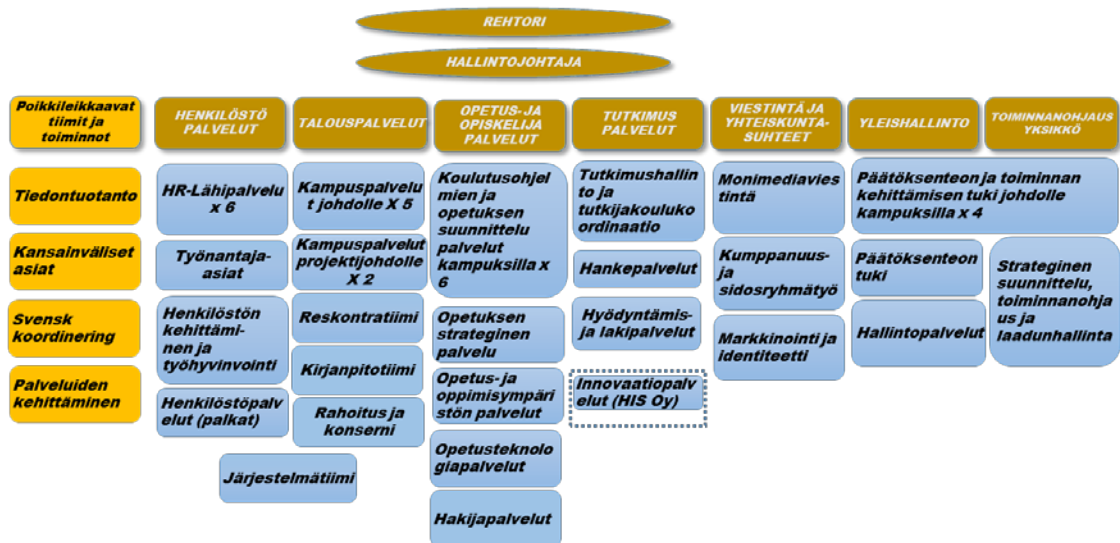 REHTORI
HALLINTOJOHTAJA
Poikkileikkaavat
tiimit ja
toiminnot
HENKILÖSTÖ
PALVELUT
TALOUSPALVELUT
OPETUS-JA
OPISKELIJA
PALVELUT
TUTKIMUS
PALVELUT
VIESTINTÄ JA
YHTEISKUNTA-
SUHTEET
YLEISHALLINTO
TOIMINNANOHJAUS
YKSIKKÖ
Tiedontuotanto
Kansainväliset
asiat
Svensk
koordinering
Palveluiden
kehittäminen
HR-Lähipalvelu
x 6
Työnantaja-
asiat
Henkilöstön
kehittämi-
nen ja
työhyvinvointi
Henkilöstöpalv
elut (palkat)
Järjestelmätiimi
Kampuspalvelu
t johdolle X 5
Kampuspalvelut
projektijohdolle
X 2
Reskontratiimi
Kirjanpitotiimi
Rahoitus ja
konserni
Koulutusohjel
mien ja
opetuksen
suunnittelu
palvelut
kampuksilla x
6
Opetuksen
strateginen
palvelu
Opetus- ja
oppimisympäri
stön palvelut
Opetusteknolo
giapalvelut
Hakijapalvelut
Tutkimushallin
to ja
tutkijakouluko
ordinaatio
Hankepalvelut
Hyödyntämis-
ja lakipalvelut
Innovaatiopalv
elut (HIS Oy)
Monimediavies
tintä
Kumppanuus-
ja
sidosryhmätyö
Markkinointi ja
identiteetti
Päätöksenteon ja toiminnan
kehittämisen tuki johdolle
kampuksilla x 4
Päätöksenteon
tuki
Hallintopalvelut
Strateginen
suunnittelu,
toiminnanohja
us ja
laadunhallinta